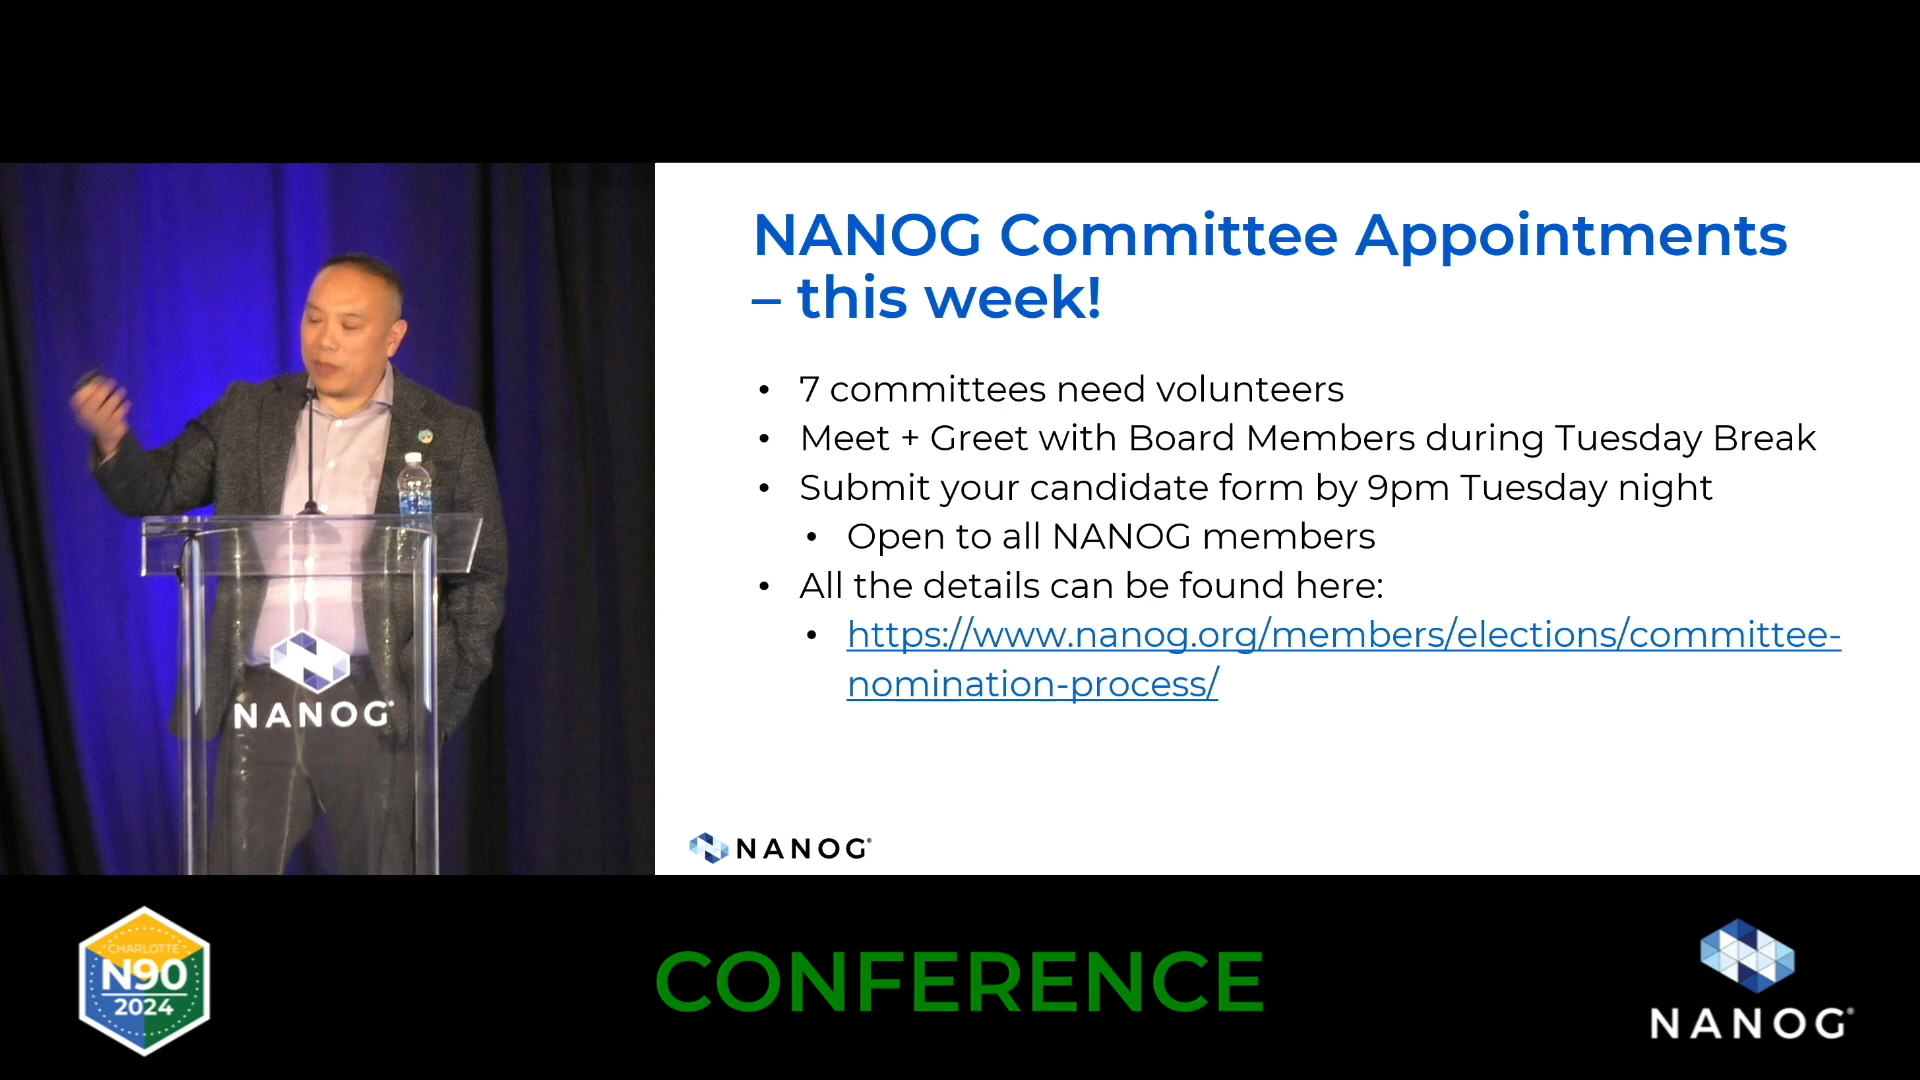 NANOG Committee Appointments
– this week!
• 7 committees need volunteers
• Meet + Greet with Board Members during Tuesday Break
• Submit your candidate form by 9pm Tuesday night
• Open to all NANOG members
• All the details can be found here:
• https://www.nanog.org/members/elections/committee-
nomination-process/
NANOG®
NANOG®
CHARLOTTE
N90
2024
CONFERENCE
NANOG®